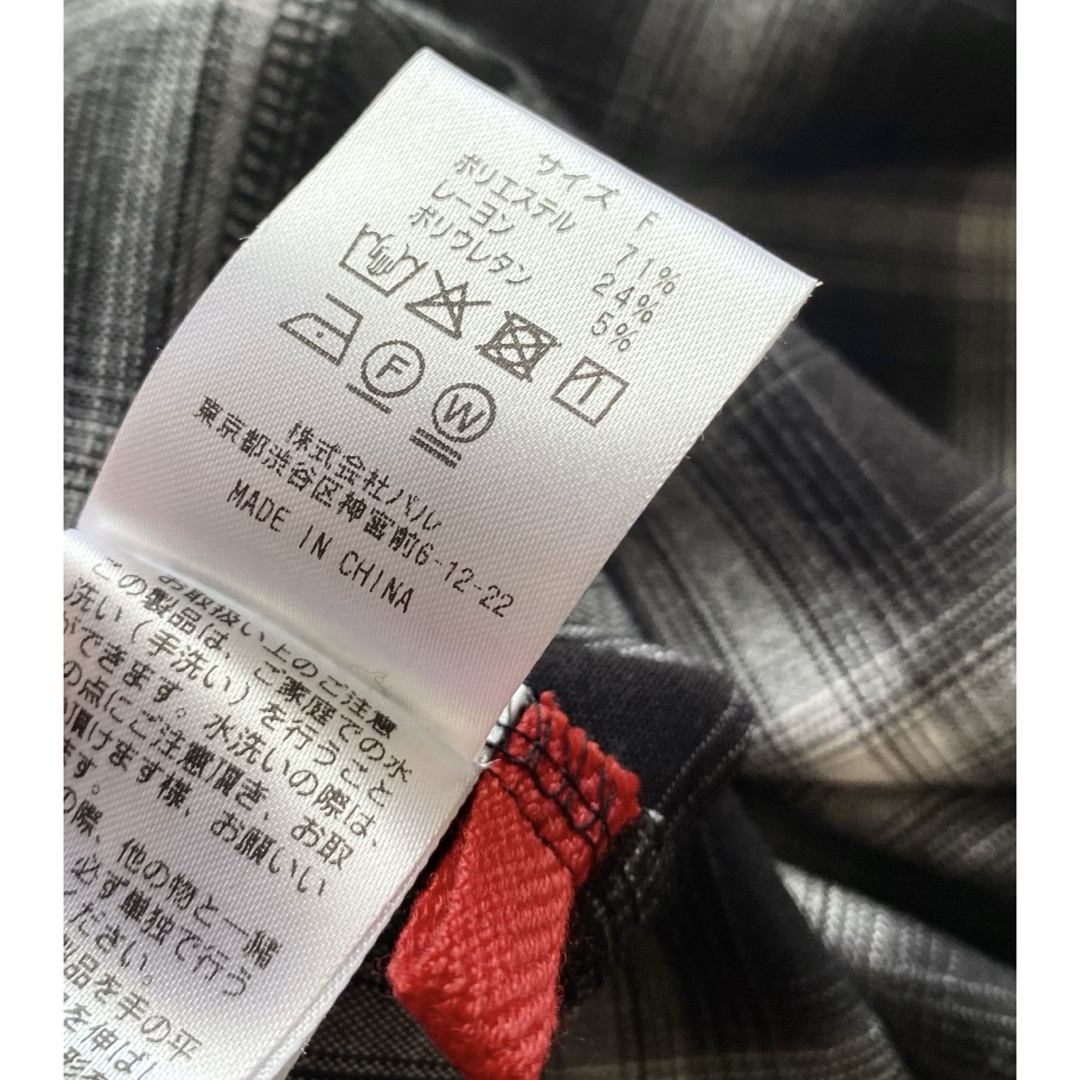 サイズ F
ポリエステル 71%
レーヨン 24%
ポリウレタン 5%
F
W
株式会社パル
東京都渋谷区神宮前6-12-22
MADE IN CHINA
お取扱い上のご注意
この製品は、ご家庭での水
洗い(手洗い)を行うこと
ができます。水洗いの際は、
の点にご注意頂き、お取
頂けます様、お願いい
ます。
の際、他の物と一緒
必ず単独で行う
ください。
製品を手の平
を伸ば